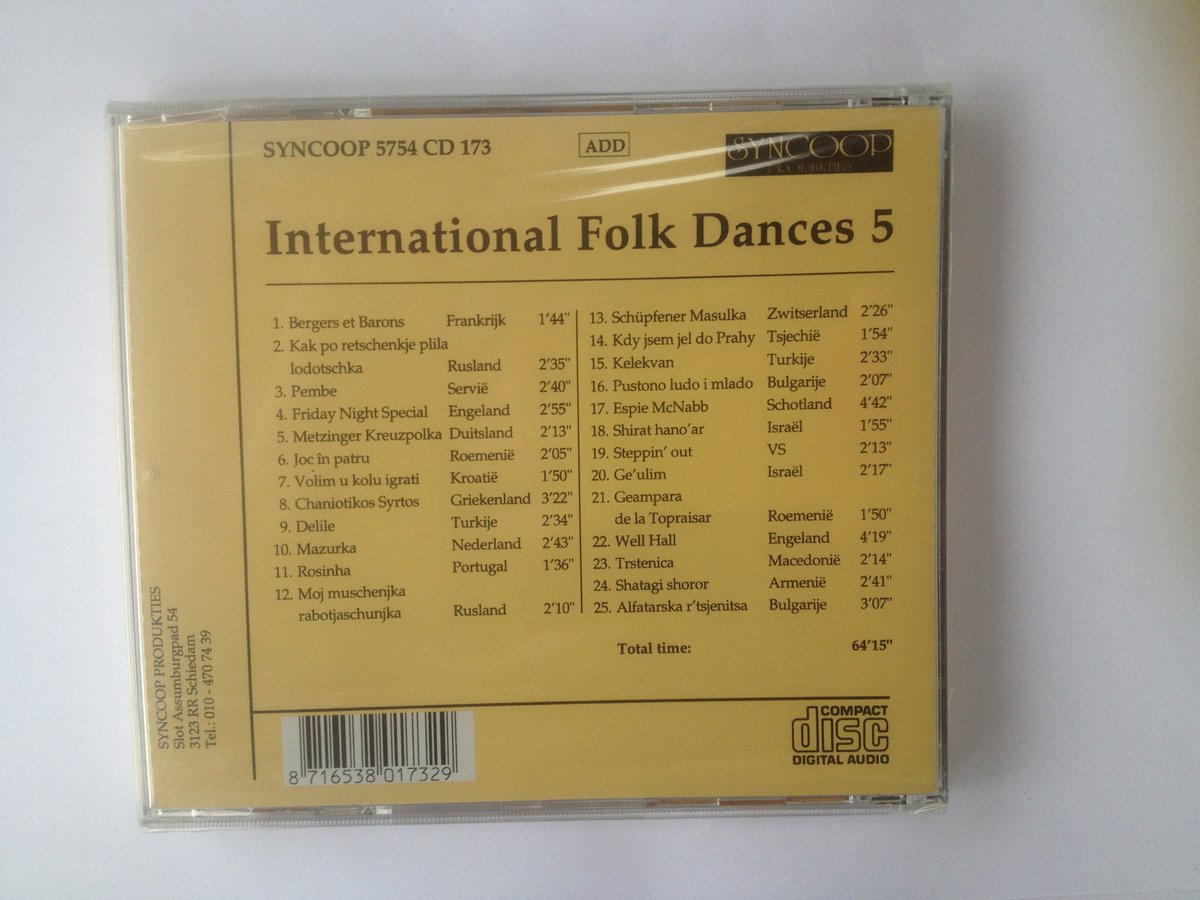 SYNCOOP 5754 CD 173
ADD
SYNCOOP
PRODUKTIES
International Folk Dances 5
1. Bergers et Barons Frankrijk 1'44"
2. Kak po retschenkje plila
lodotschka Rusland 2'35"
3. Pembe Servië 2'40"
4. Friday Night Special Engeland 2'55"
5. Metzinger Kreuzpolka Duitsland 2'13"
6. Joc în patru Roemenië 2'05"
7. Volim u kolu igrati Kroatië 1'50"
8. Chaniotikos Syrtos Griekenland 3'22"
9. Delile Turkije 2'34"
10. Mazurka Nederland 2'43"
11. Rosinha Portugal 1'36"
12. Moj muschenjka
rabotjaschunjka Rusland 2'10"
13. Schüpfener Masulka Zwitserland 2'26"
14. Kdy jsem jel do Prahy Tsjechië 1'54"
15. Kelekvan Turkije 2'33"
16. Pustono ludo i mlado Bulgarije 2'07"
17. Espie McNabb Schotland 4'42"
18. Shirat hano'ar Israël 1'55"
19. Steppin' out VS 2'13"
20. Ge'ulim Israël 2'17"
21. Geampara
de la Topraisar Roemenië 1'50"
22. Well Hall Engeland 4'19"
23. Trstenica Macedonië 2'14"
24. Shatagi shoror Armenië 2'41"
25. Alfatarska r'tsjenitsa Bulgarije 3'07"
Total time: 64'15"
SYNCOOP PRODUKTIES
Slot Assumburgpad 54
3123 RR Schiedam
Tel.: 010 - 470 74 39
8 716538 017329
COMPACT
disc
DIGITAL AUDIO